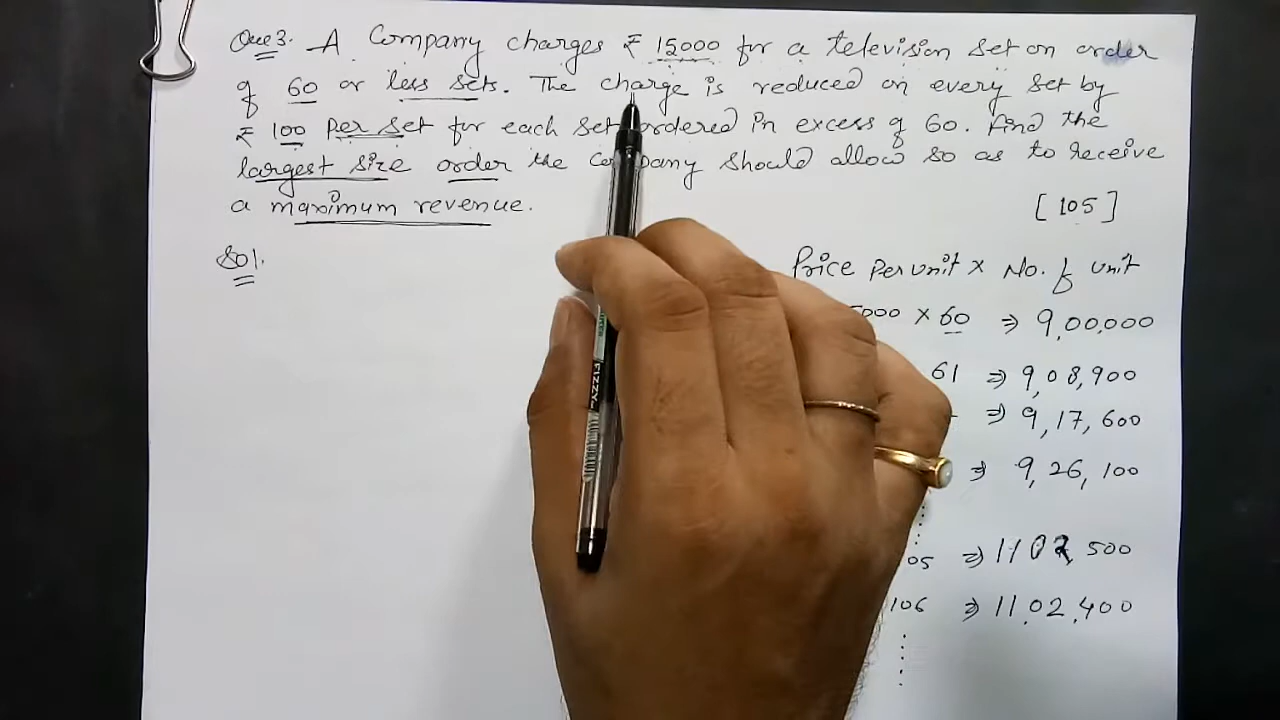 Que 3. A Company charges ₹ 15000 for a television set on order
of 60 or less sets. The charge is reduced on every set by
₹ 100 per set for each set ordered in excess of 60. Find the
largest size order the Company should allow so as to receive
a maximum revenue. [105]
Sol.
Price per unit × No. of unit
000 × 60 ⇒ 9,00,000
61 ⇒ 9,08,900
⇒ 9,17,600
⇒ 9,26,100
05 ⇒ 1102,500
106 ⇒ 11,02,400
FIZZY